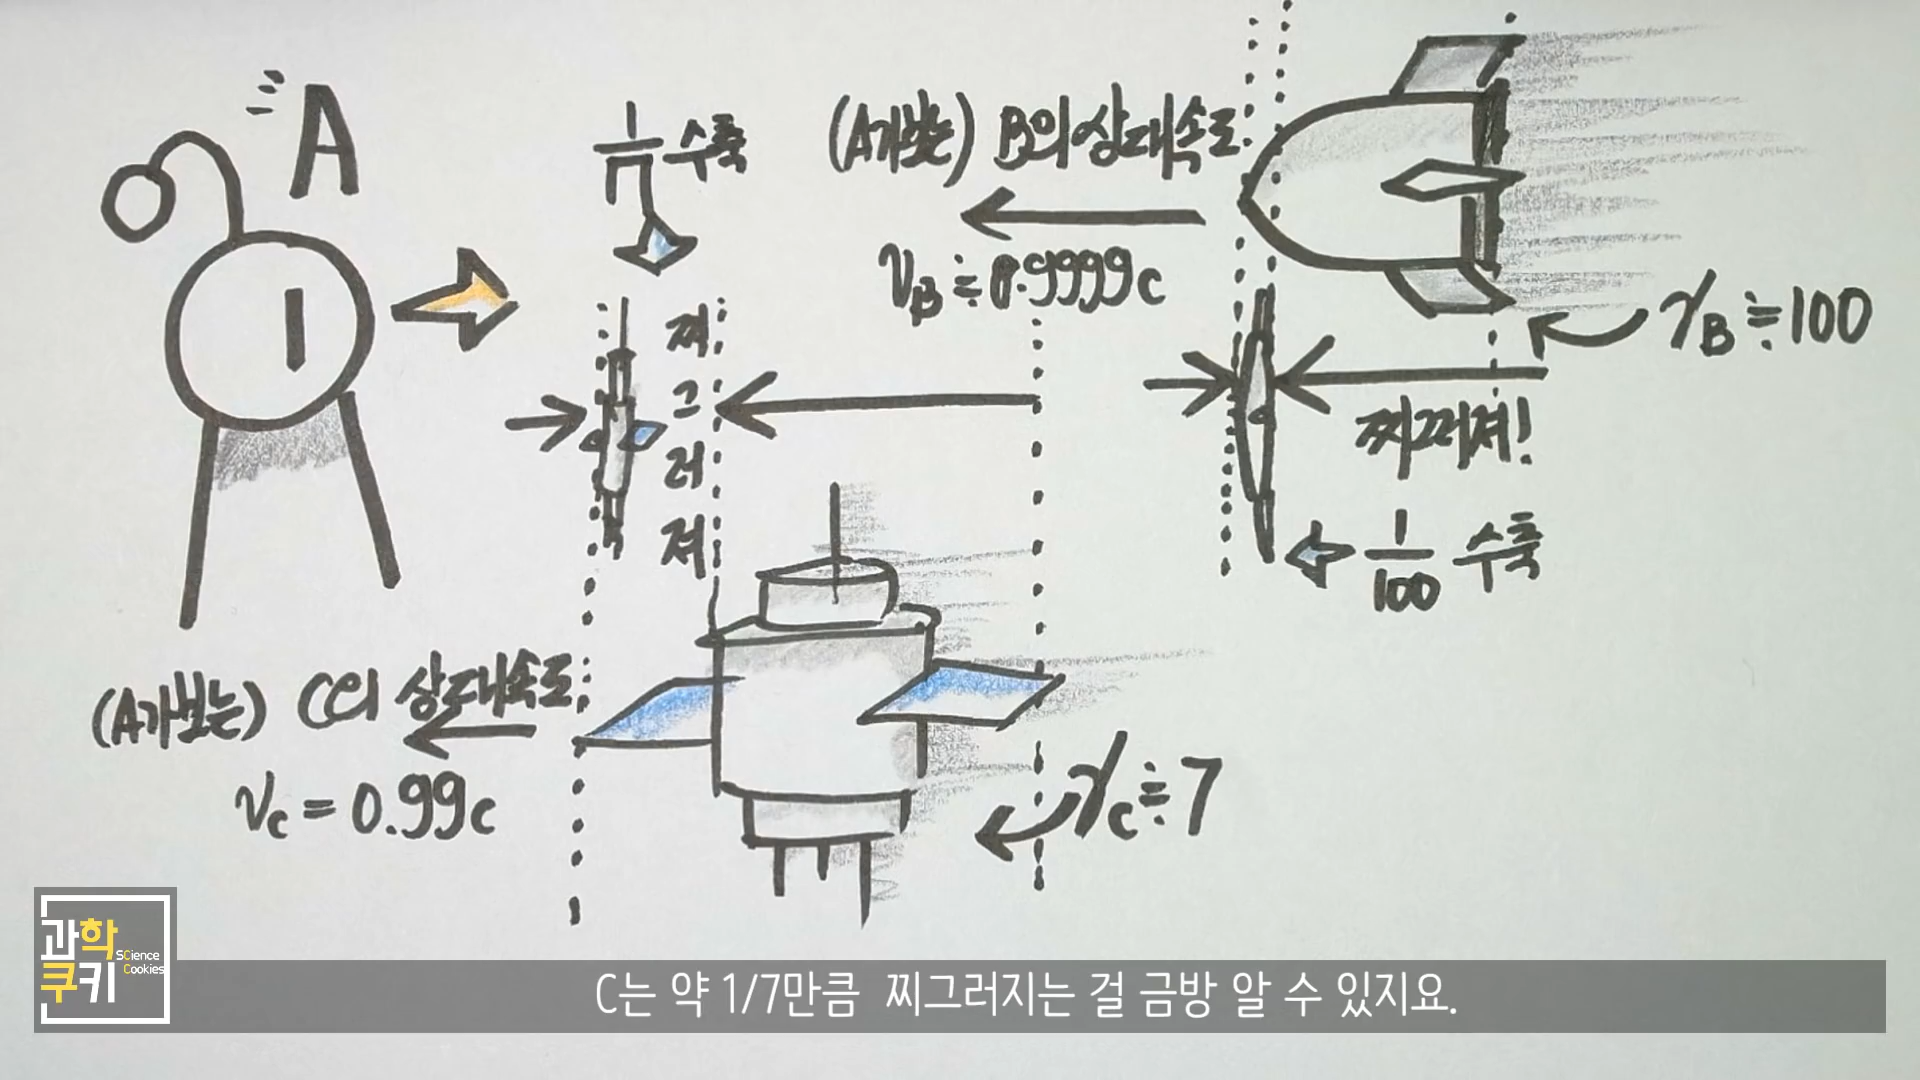 A
1/7 수축
(A가보는) B의 상대속도
v_B ≒ 0.9999c
γ_B ≒ 100
찌그러져
찌그러져!
1/100 수축
(A가보는) C의 상대속도
v_C = 0.99c
γ_C ≒ 7
과학쿠키
Science Cookies
C는 약 1/7만큼 찌그러지는 걸 금방 알 수 있지요.